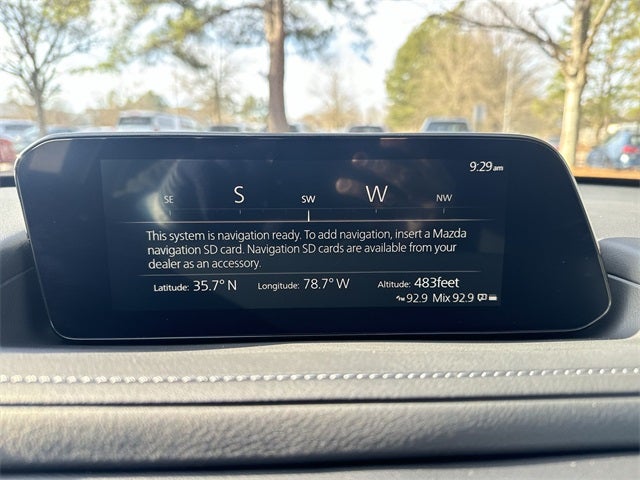 9:29am
SE S SW W NW
This system is navigation ready. To add navigation, insert a Mazda
navigation SD card. Navigation SD cards are available from your
dealer as an accessory.
Latitude: 35.7° N Longitude: 78.7° W Altitude: 483feet
FM 92.9 Mix 92.9